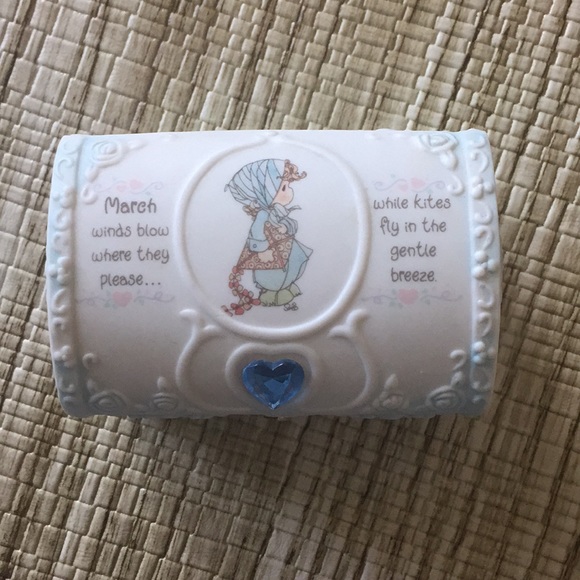 March
winds blow
where they
please...
while kites
fly in the
gentle
breeze.